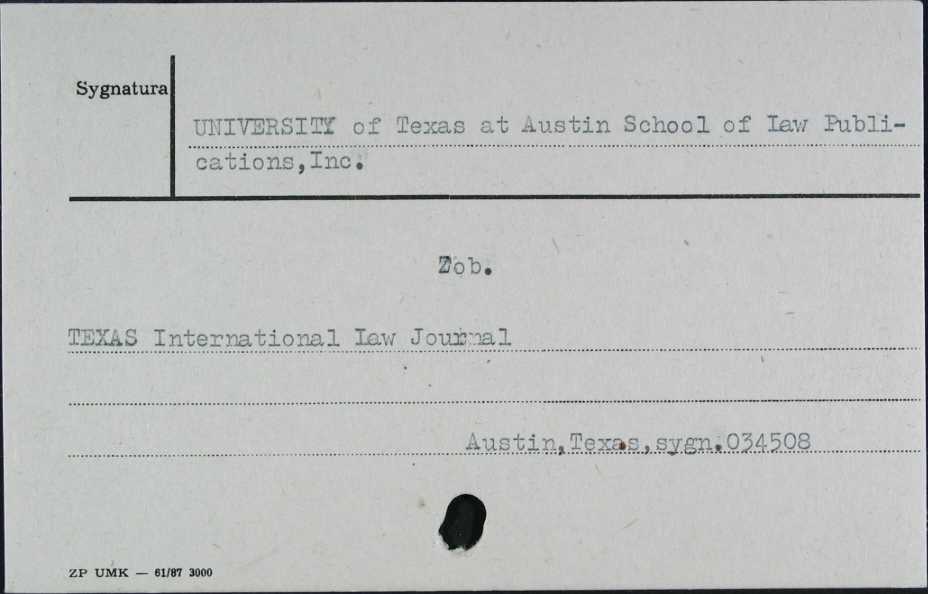 Sygnatura
UNIVERSITY of Texas at Austin School of Law Publi-
cations,Inc.
Zob.
TEXAS International Law Journal
Austin,Texas,sygn.034508
ZP UMK — 61/87 3000